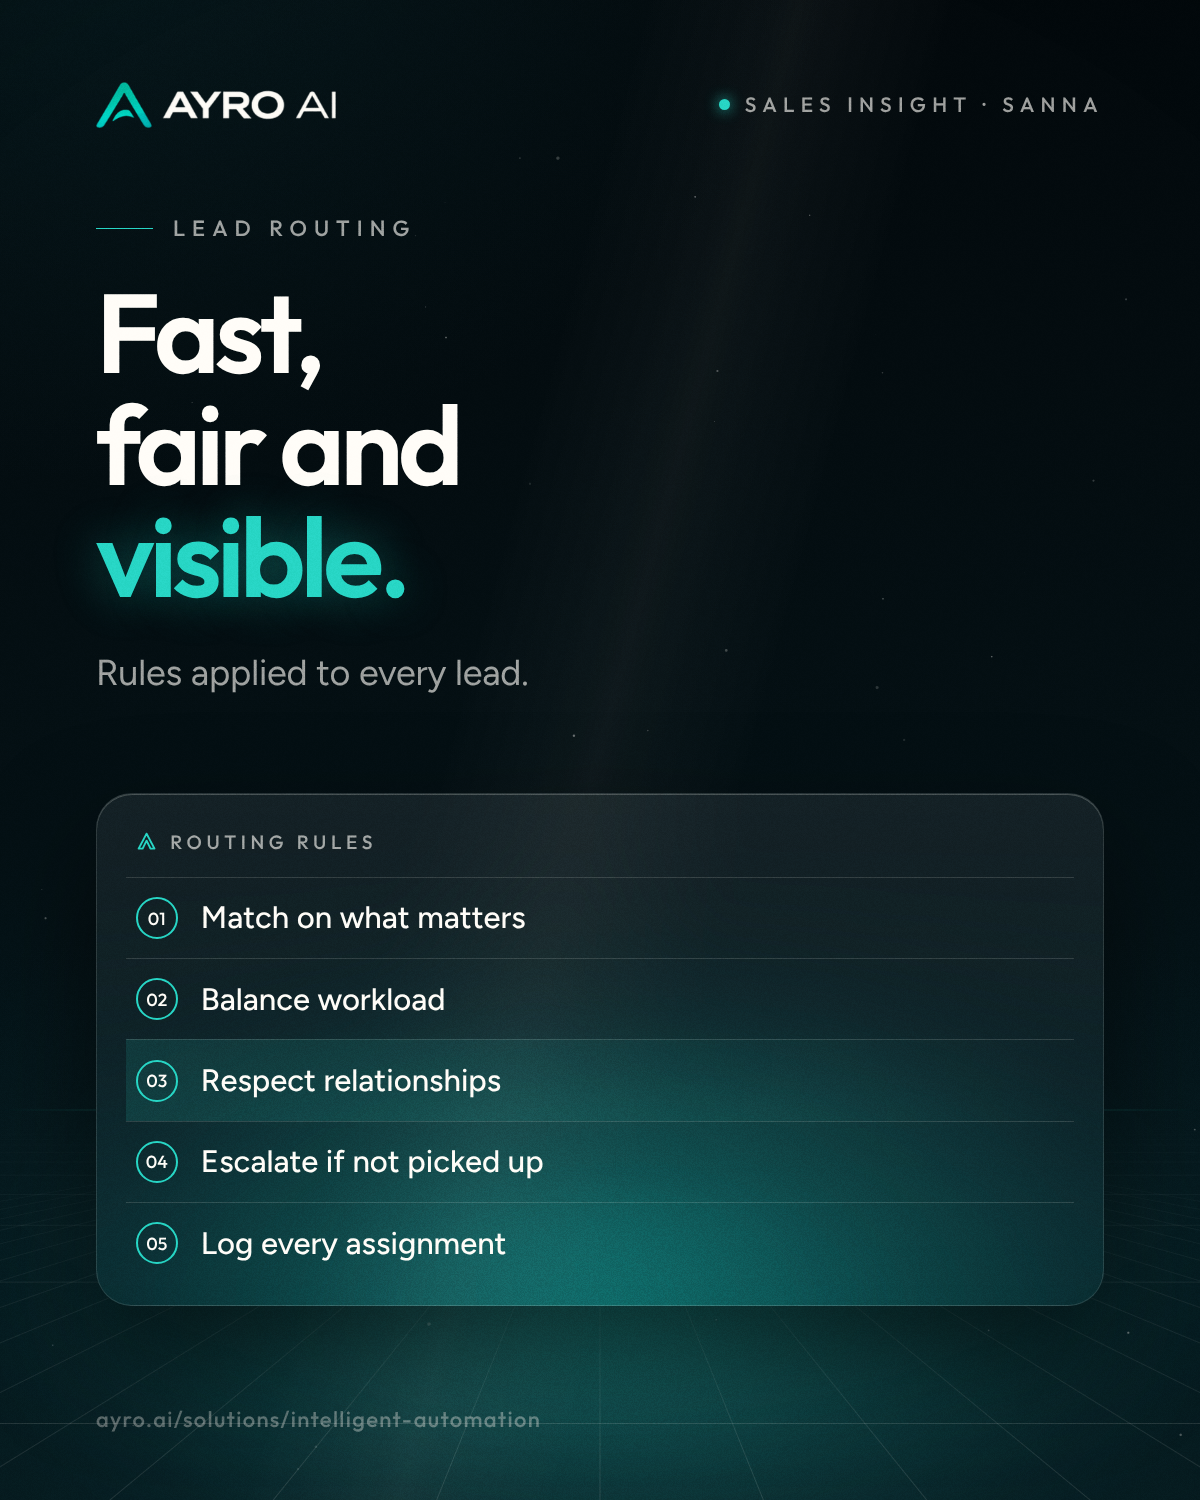 AYRO AI
SALES INSIGHT · SANNA
LEAD ROUTING
Fast,
fair and
visible.
Rules applied to every lead.
ROUTING RULES
01 Match on what matters
02 Balance workload
03 Respect relationships
04 Escalate if not picked up
05 Log every assignment
ayro.ai/solutions/intelligent-automation